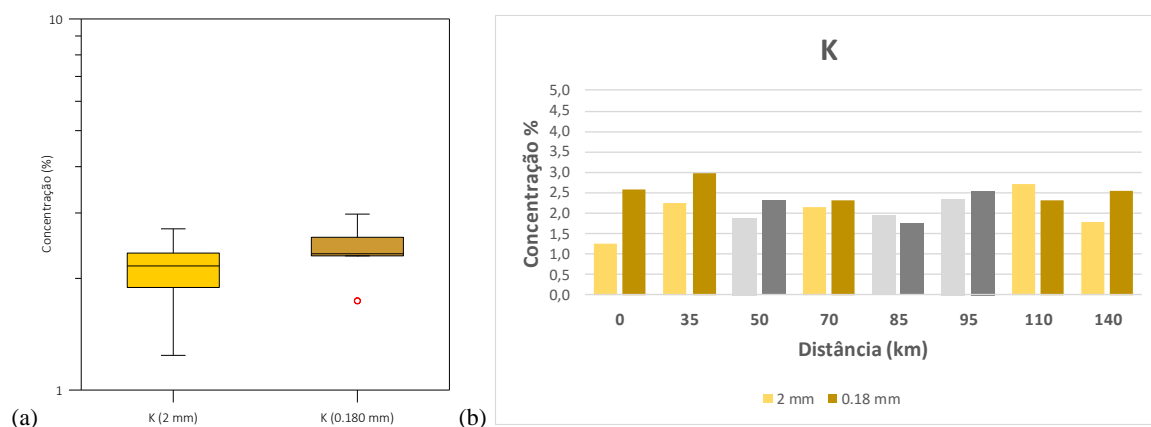 10
Concentração (%)
1
K (2 mm) K (0.180 mm)
(a)
K
Concentração %
5,0
4,5
4,0
3,5
3,0
2,5
2,0
1,5
1,0
0,5
0,0
0 35 50 70 85 95 110 140
Distância (km)
2 mm 0.18 mm
(b)